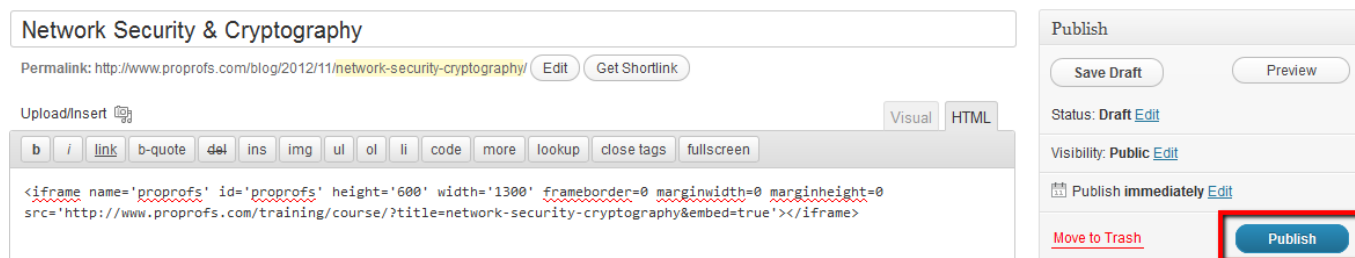 Network Security & Cryptography
Permalink: http://www.proprofs.com/blog/2012/11/network-security-cryptography/ Edit Get Shortlink
Upload/Insert
Visual HTML
b i link b-quote del ins img ul ol li code more lookup close tags fullscreen
<iframe name='proprofs' id='proprofs' height='600' width='1300' frameborder=0 marginwidth=0 marginheight=0
src='http://www.proprofs.com/training/course/?title=network-security-cryptography&embed=true'></iframe>
Publish
Save Draft Preview
Status: Draft Edit
Visibility: Public Edit
Publish immediately Edit
Move to Trash Publish